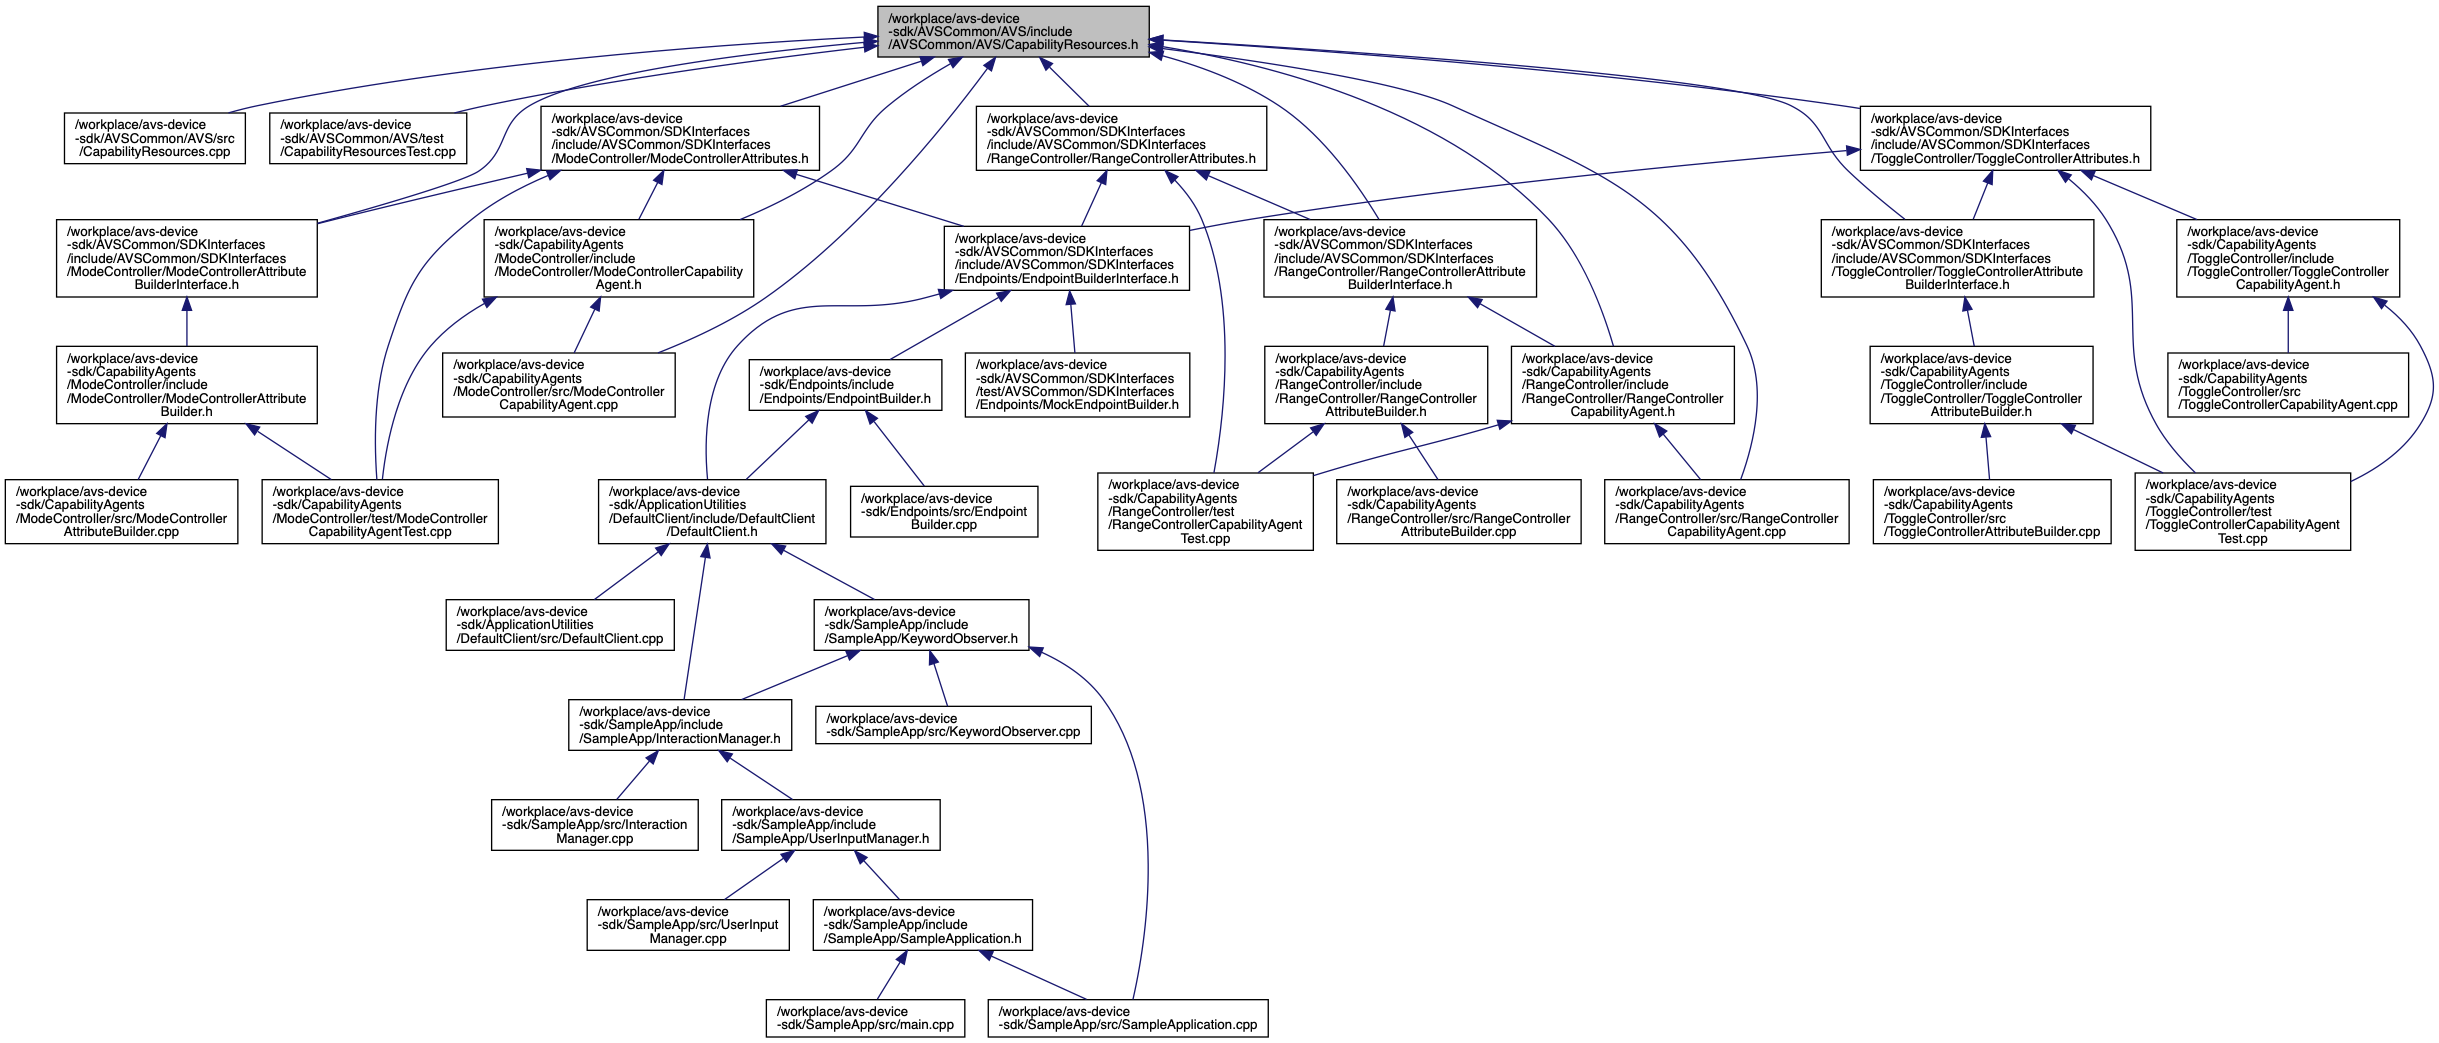 /workplace/avs-device
-sdk/AVSCommon/AVS/include
/AVSCommon/AVS/CapabilityResources.h
/workplace/avs-device
-sdk/AVSCommon/AVS/src
/CapabilityResources.cpp
/workplace/avs-device
-sdk/AVSCommon/AVS/test
/CapabilityResourcesTest.cpp
/workplace/avs-device
-sdk/AVSCommon/SDKInterfaces
/include/AVSCommon/SDKInterfaces
/ModeController/ModeControllerAttributes.h
/workplace/avs-device
-sdk/AVSCommon/SDKInterfaces
/include/AVSCommon/SDKInterfaces
/RangeController/RangeControllerAttributes.h
/workplace/avs-device
-sdk/AVSCommon/SDKInterfaces
/include/AVSCommon/SDKInterfaces
/ToggleController/ToggleControllerAttributes.h
/workplace/avs-device
-sdk/AVSCommon/SDKInterfaces
/include/AVSCommon/SDKInterfaces
/ModeController/ModeControllerAttribute
BuilderInterface.h
/workplace/avs-device
-sdk/CapabilityAgents
/ModeController/include
/ModeController/ModeControllerCapability
Agent.h
/workplace/avs-device
-sdk/AVSCommon/SDKInterfaces
/include/AVSCommon/SDKInterfaces
/Endpoints/EndpointBuilderInterface.h
/workplace/avs-device
-sdk/AVSCommon/SDKInterfaces
/include/AVSCommon/SDKInterfaces
/RangeController/RangeControllerAttribute
BuilderInterface.h
/workplace/avs-device
-sdk/AVSCommon/SDKInterfaces
/include/AVSCommon/SDKInterfaces
/ToggleController/ToggleControllerAttribute
BuilderInterface.h
/workplace/avs-device
-sdk/CapabilityAgents
/ToggleController/include
/ToggleController/ToggleController
CapabilityAgent.h
/workplace/avs-device
-sdk/CapabilityAgents
/ModeController/include
/ModeController/ModeControllerAttribute
Builder.h
/workplace/avs-device
-sdk/CapabilityAgents
/ModeController/src/ModeController
CapabilityAgent.cpp
/workplace/avs-device
-sdk/Endpoints/include
/Endpoints/EndpointBuilder.h
/workplace/avs-device
-sdk/AVSCommon/SDKInterfaces
/test/AVSCommon/SDKInterfaces
/Endpoints/MockEndpointBuilder.h
/workplace/avs-device
-sdk/CapabilityAgents
/RangeController/include
/RangeController/RangeController
AttributeBuilder.h
/workplace/avs-device
-sdk/CapabilityAgents
/RangeController/include
/RangeController/RangeController
CapabilityAgent.h
/workplace/avs-device
-sdk/CapabilityAgents
/ToggleController/include
/ToggleController/ToggleController
AttributeBuilder.h
/workplace/avs-device
-sdk/CapabilityAgents
/ToggleController/src
/ToggleControllerCapabilityAgent.cpp
/workplace/avs-device
-sdk/CapabilityAgents
/ModeController/src/ModeController
AttributeBuilder.cpp
/workplace/avs-device
-sdk/CapabilityAgents
/ModeController/test/ModeController
CapabilityAgentTest.cpp
/workplace/avs-device
-sdk/ApplicationUtilities
/DefaultClient/include/DefaultClient
/DefaultClient.h
/workplace/avs-device
-sdk/Endpoints/src/Endpoint
Builder.cpp
/workplace/avs-device
-sdk/CapabilityAgents
/RangeController/test
/RangeControllerCapabilityAgent
Test.cpp
/workplace/avs-device
-sdk/CapabilityAgents
/RangeController/src/RangeController
AttributeBuilder.cpp
/workplace/avs-device
-sdk/CapabilityAgents
/RangeController/src/RangeController
CapabilityAgent.cpp
/workplace/avs-device
-sdk/CapabilityAgents
/ToggleController/src
/ToggleControllerAttributeBuilder.cpp
/workplace/avs-device
-sdk/CapabilityAgents
/ToggleController/test
/ToggleControllerCapabilityAgent
Test.cpp
/workplace/avs-device
-sdk/ApplicationUtilities
/DefaultClient/src/DefaultClient.cpp
/workplace/avs-device
-sdk/SampleApp/include
/SampleApp/KeywordObserver.h
/workplace/avs-device
-sdk/SampleApp/include
/SampleApp/InteractionManager.h
/workplace/avs-device
-sdk/SampleApp/src/KeywordObserver.cpp
/workplace/avs-device
-sdk/SampleApp/src/Interaction
Manager.cpp
/workplace/avs-device
-sdk/SampleApp/include
/SampleApp/UserInputManager.h
/workplace/avs-device
-sdk/SampleApp/src/UserInput
Manager.cpp
/workplace/avs-device
-sdk/SampleApp/include
/SampleApp/SampleApplication.h
/workplace/avs-device
-sdk/SampleApp/src/main.cpp
/workplace/avs-device
-sdk/SampleApp/src/SampleApplication.cpp